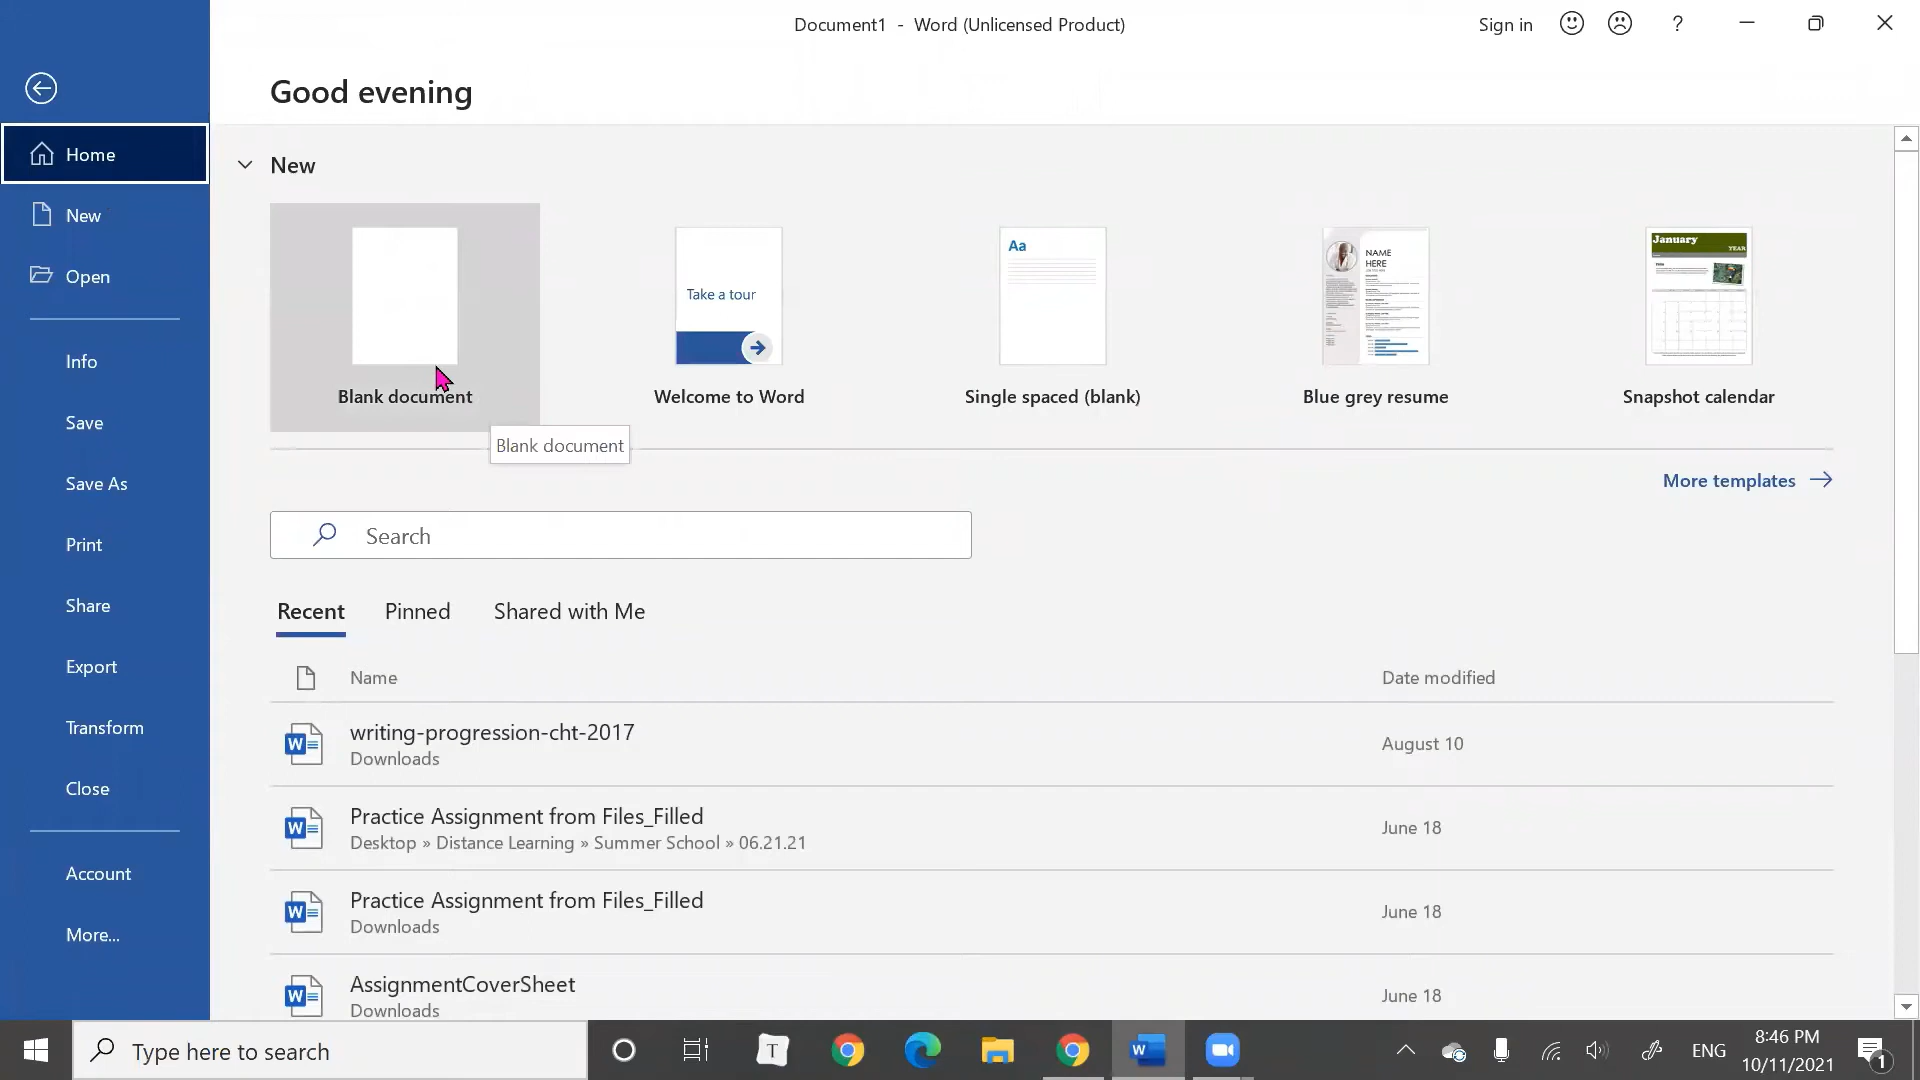 Document1 - Word (Unlicensed Product)
Sign in
?
Good evening
Home
New
Open
Info
Save
Save As
Print
Share
Export
Transform
Close
Account
More...
New
Take a tour
Aa
NAME
HERE
January
YEAR
Blank document
Welcome to Word
Single spaced (blank)
Blue grey resume
Snapshot calendar
Blank document
More templates
Search
Recent
Pinned
Shared with Me
Name
Date modified
writing-progression-cht-2017
Downloads
August 10
Practice Assignment from Files_Filled
Desktop » Distance Learning » Summer School » 06.21.21
June 18
Practice Assignment from Files_Filled
Downloads
June 18
AssignmentCoverSheet
Downloads
June 18
Type here to search
T
W
ENG
8:46 PM
10/11/2021
1